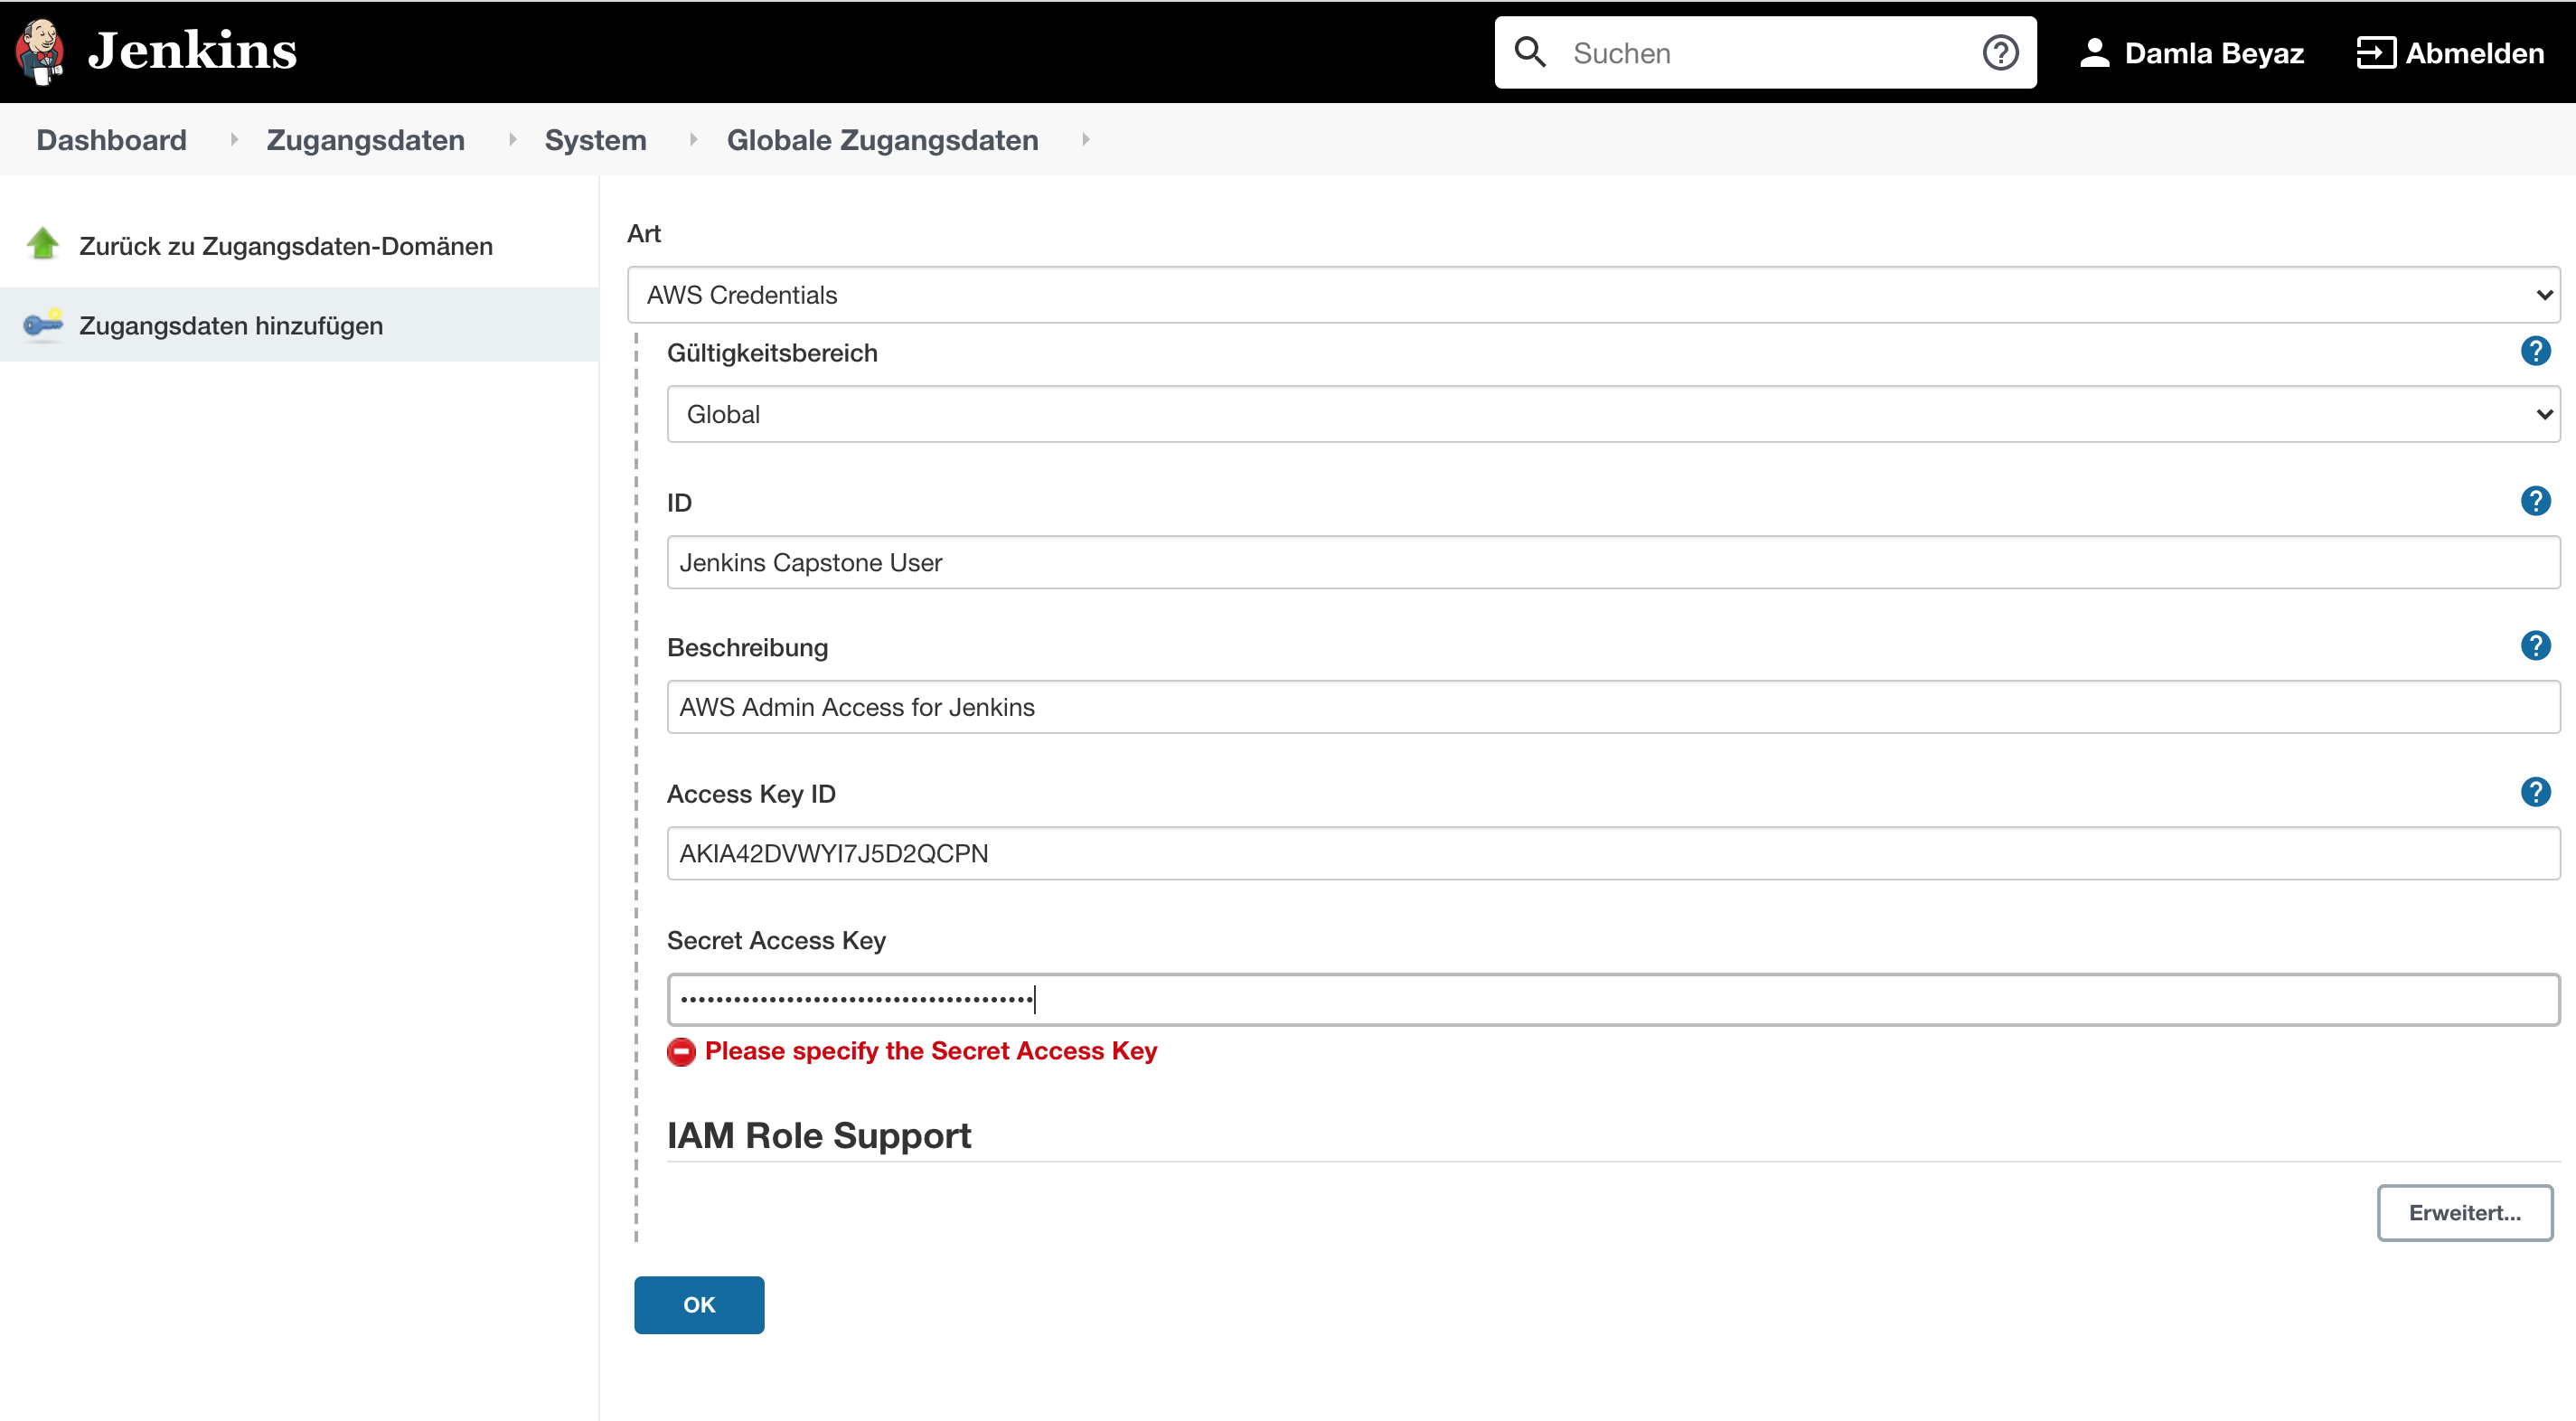 Jenkins
Suchen
Damla Beyaz
Abmelden
Dashboard
Zugangsdaten
System
Globale Zugangsdaten
Zurück zu Zugangsdaten-Domänen
Zugangsdaten hinzufügen
Art
AWS Credentials
Gültigkeitsbereich
Global
ID
Jenkins Capstone User
Beschreibung
AWS Admin Access for Jenkins
Access Key ID
AKIA42DVWYI7J5D2QCPN
Secret Access Key
••••••••••••••••••••••••••••••••••••••••
Please specify the Secret Access Key
IAM Role Support
Erweitert...
OK